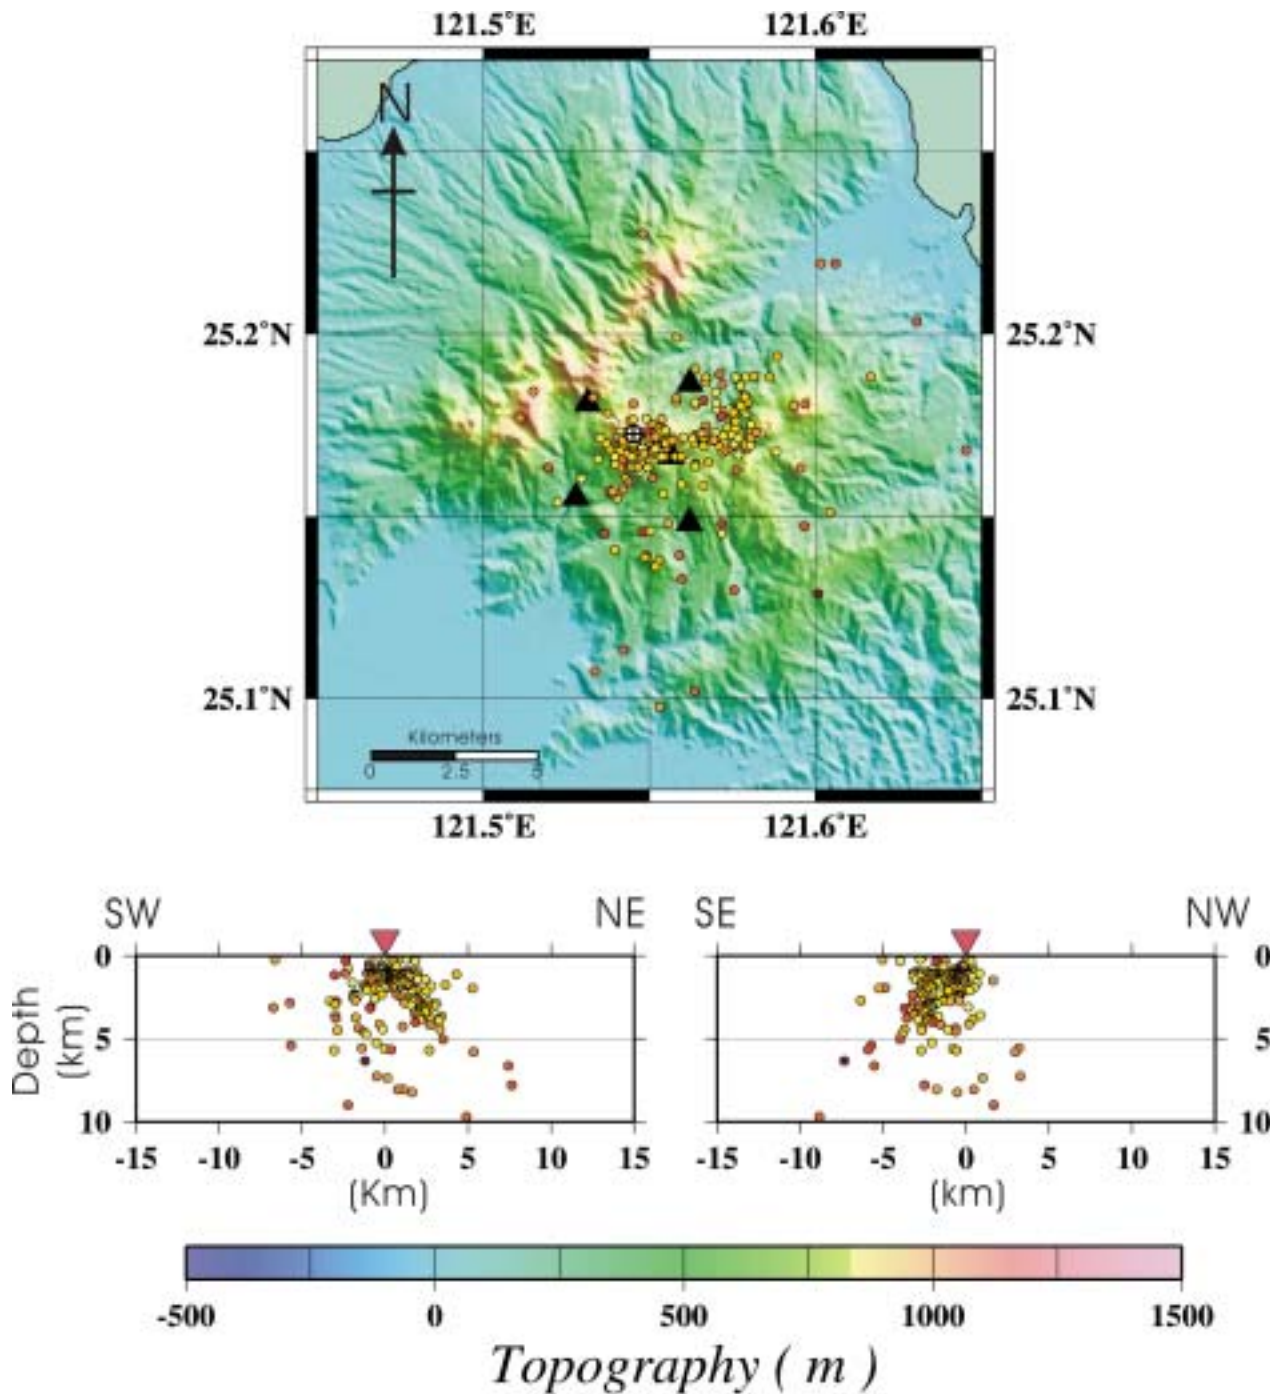 121.5°E 121.6°E
N
25.2°N 25.2°N
25.1°N 25.1°N
Kilometers
0 2.5 5
121.5°E 121.6°E
SW NE SE NW
0 0
Depth
(km)
5 5
10 10
-15 -10 -5 0 5 10 15 -15 -10 -5 0 5 10 15
(Km) (km)
-500 0 500 1000 1500
Topography ( m )